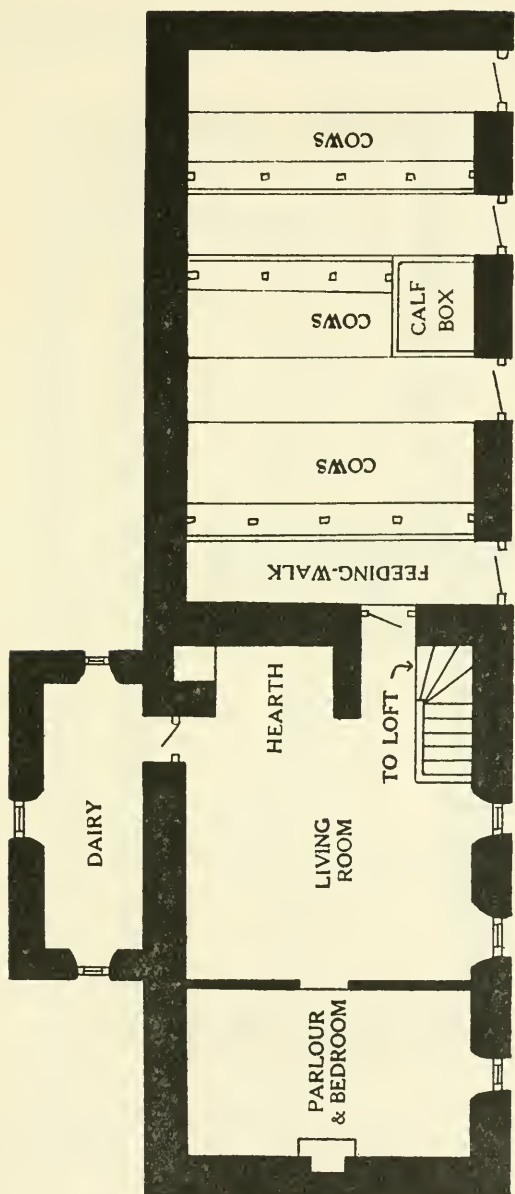 COWS
COWS
CALF
BOX
COWS
FEEDING-WALK
HEARTH
TO LOFT
DAIRY
LIVING
ROOM
PARLOUR
& BEDROOM